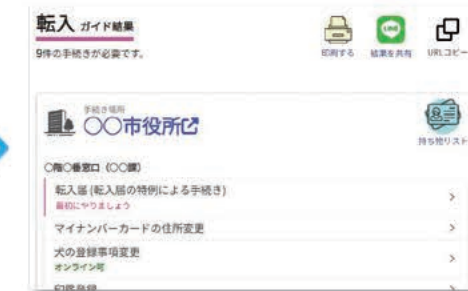 転入 ガイド結果
9件の手続きが必要です。
印刷する
LINE
結果を共有
URLコピー
手続き場所
〇〇市役所
持ち物リスト
〇階〇番窓口（〇〇課）
転入届(転入届の特例による手続き)
最初にやりましょう
マイナンバーカードの住所変更
犬の登録事項変更
オンライン可
印鑑登録